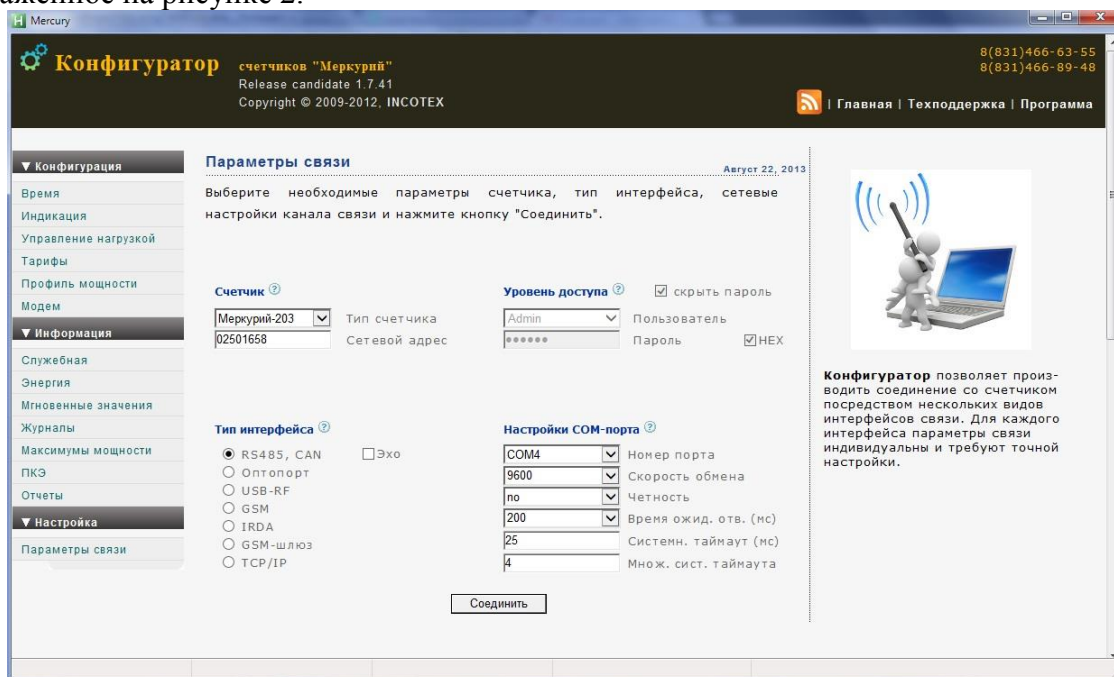 аженное на рисунке 2.
Mercury
Конфигуратор
счетчиков "Меркурий"
Release candidate 1.7.41
Copyright © 2009-2012, INCOTEX
8(831)466-63-55
8(831)466-89-48
| Главная | Техподдержка | Программа
▼ Конфигурация
Время
Индикация
Управление нагрузкой
Тарифы
Профиль мощности
Модем
▼ Информация
Служебная
Энергия
Мгновенные значения
Журналы
Максимумы мощности
ПКЭ
Отчеты
▼ Настройка
Параметры связи
Параметры связи
Август 22, 2013
Выберите необходимые параметры счетчика, тип интерфейса, сетевые
настройки канала связи и нажмите кнопку "Соединить".
Счетчик ?
Меркурий-203 Тип счетчика
02501658 Сетевой адрес
Уровень доступа ? скрыть пароль
Admin Пользователь
Пароль HEX
Тип интерфейса ?
RS485, CAN Эхо
Оптопорт
USB-RF
GSM
IRDA
GSM-шлюз
TCP/IP
Настройки COM-порта ?
COM4 Номер порта
9600 Скорость обмена
no Четность
200 Время ожид. отв. (мс)
25 Системн. таймаут (мс)
4 Множ. сист. таймаута
Соединить
Конфигуратор позволяет произ-
водить соединение со счетчиком
посредством нескольких видов
интерфейсов связи. Для каждого
интерфейса параметры связи
индивидуальны и требуют точной
настройки.